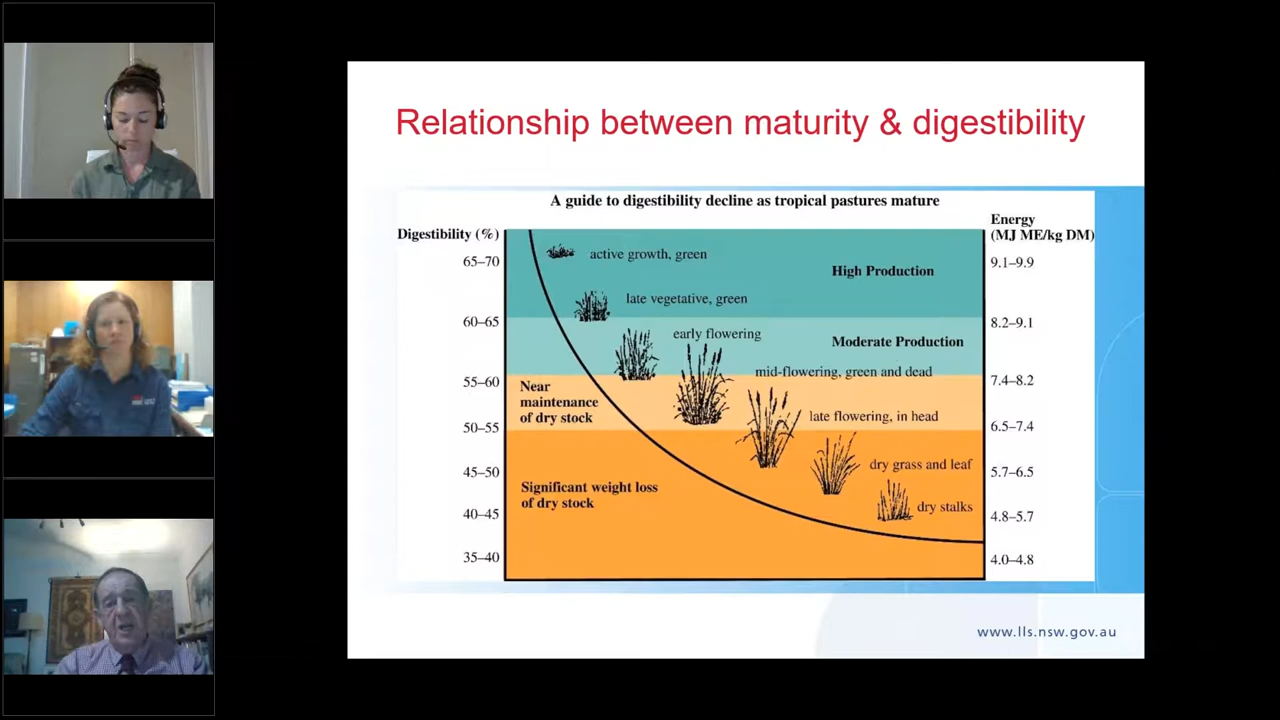 Relationship between maturity & digestibility
A guide to digestibility decline as tropical pastures mature
Digestibility (%)
Energy
(MJ ME/kg DM)
65–70
active growth, green
High Production
9.1–9.9
late vegetative, green
60–65
8.2–9.1
early flowering
Moderate Production
mid-flowering, green and dead
55–60
7.4–8.2
Near
maintenance
of dry stock
late flowering, in head
50–55
6.5–7.4
45–50
dry grass and leaf
5.7–6.5
Significant weight loss
of dry stock
40–45
dry stalks
4.8–5.7
35–40
4.0–4.8
www.lls.nsw.gov.au